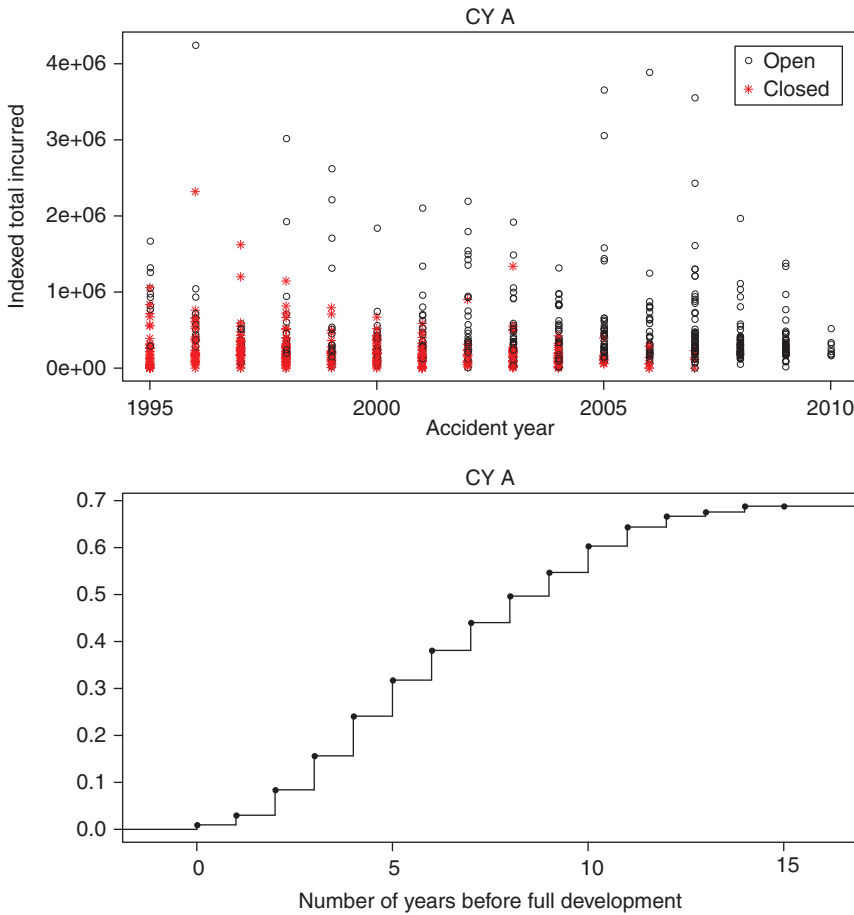 CY A
Indexed total incurred
4e+06
3e+06
2e+06
1e+06
0e+00
Open
Closed
1995 2000 2005 2010
Accident year
CY A
0.7
0.6
0.5
0.4
0.3
0.2
0.1
0.0
0 5 10 15
Number of years before full development